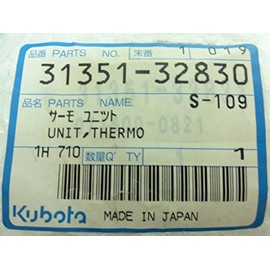 品番 PARTS NO. 末番 1 019
31351-32830
品名 PARTS NAME S-109
サーモ ユニット
UNIT,THERMO
1H 710 数量Q'TY 1
Kubota MADE IN JAPAN